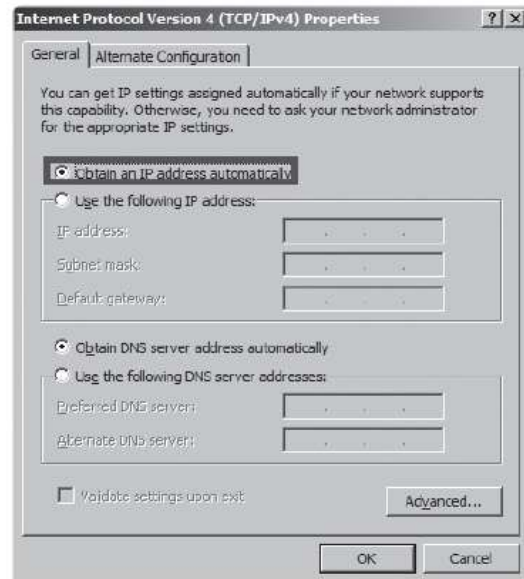 Internet Protocol Version 4 (TCP/IPv4) Properties
General Alternate Configuration
You can get IP settings assigned automatically if your network supports
this capability. Otherwise, you need to ask your network administrator
for the appropriate IP settings.
Obtain an IP address automatically
Use the following IP address:
IP address:
Subnet mask:
Default gateway:
Obtain DNS server address automatically
Use the following DNS server addresses:
Preferred DNS server:
Alternate DNS server:
Validate settings upon exit
Advanced...
OK Cancel